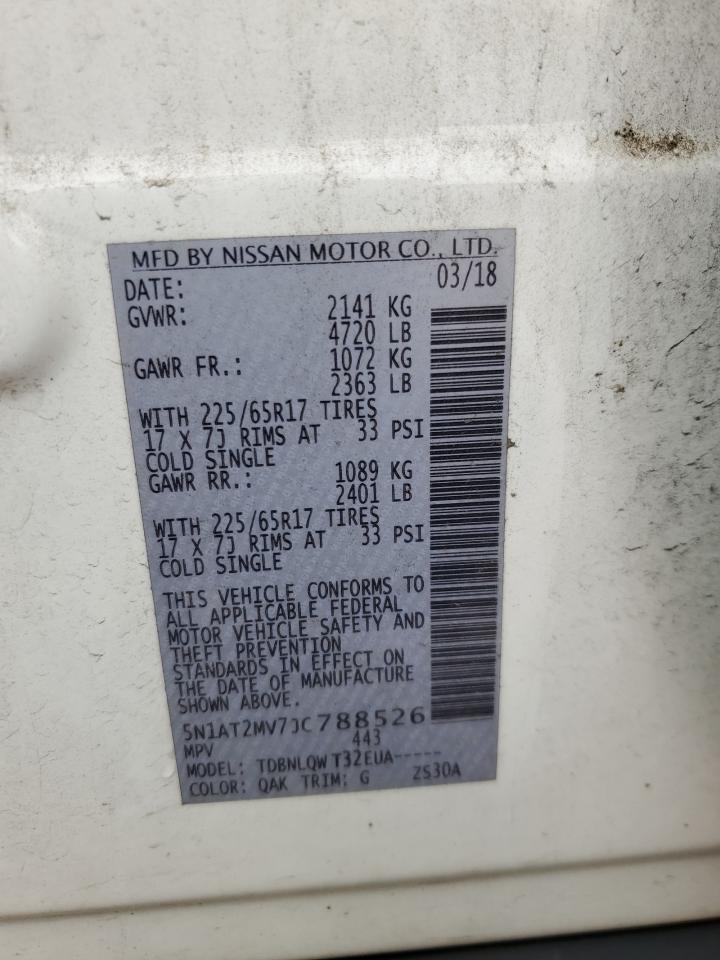 MFD BY NISSAN MOTOR CO., LTD.
DATE: 03/18
GVWR: 2141 KG
4720 LB
GAWR FR.: 1072 KG
2363 LB
WITH 225/65R17 TIRES
17 X 7J RIMS AT 33 PSI
COLD SINGLE
GAWR RR.: 1089 KG
2401 LB
WITH 225/65R17 TIRES
17 X 7J RIMS AT 33 PSI
COLD SINGLE
THIS VEHICLE CONFORMS TO
ALL APPLICABLE FEDERAL
MOTOR VEHICLE SAFETY AND
THEFT PREVENTION
STANDARDS IN EFFECT ON
THE DATE OF MANUFACTURE
SHOWN ABOVE.
5N1AT2MV7JC788526
MPV 443
MODEL: TDBNLQW T32EUA-----
COLOR: QAK TRIM: G ZS30A